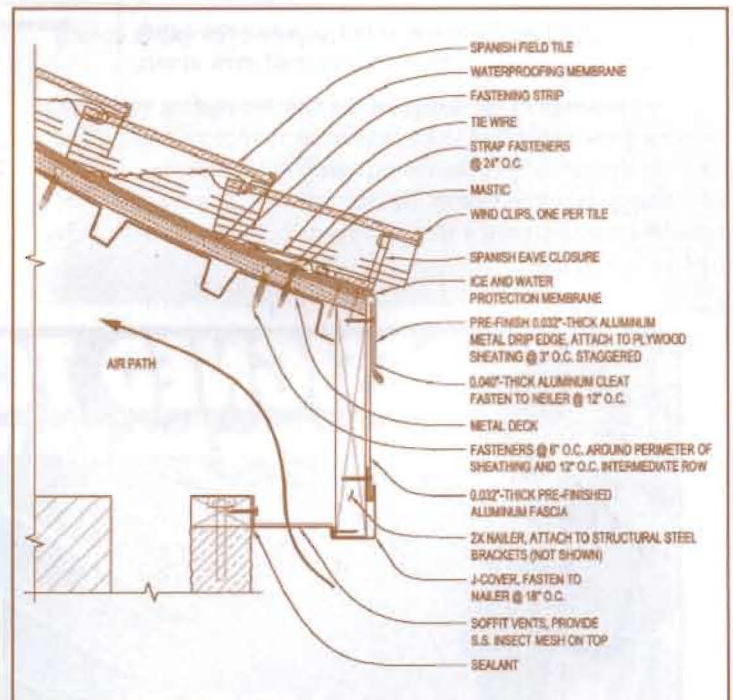 SPANISH FIELD TILE
WATERPROOFING MEMBRANE
FASTENING STRIP
TIE WIRE
STRAP FASTENERS
@ 24" O.C.
MASTIC
WIND CLIPS, ONE PER TILE
SPANISH EAVE CLOSURE
ICE AND WATER
PROTECTION MEMBRANE
PRE-FINISH 0.032"-THICK ALUMINUM
METAL DRIP EDGE, ATTACH TO PLYWOOD
SHEATING @ 3" O.C. STAGGERED
0.040"-THICK ALUMINUM CLEAT
FASTEN TO NEILER @ 12" O.C.
METAL DECK
FASTENERS @ 6" O.C. AROUND PERIMETER OF
SHEATHING AND 12" O.C. INTERMEDIATE ROW
0.032"-THICK PRE-FINISHED
ALUMINUM FASCIA
2X NAILER, ATTACH TO STRUCTURAL STEEL
BRACKETS (NOT SHOWN)
J-COVER, FASTEN TO
NAILER @ 18" O.C.
SOFFIT VENTS, PROVIDE
S.S. INSECT MESH ON TOP
SEALANT
AIR PATH